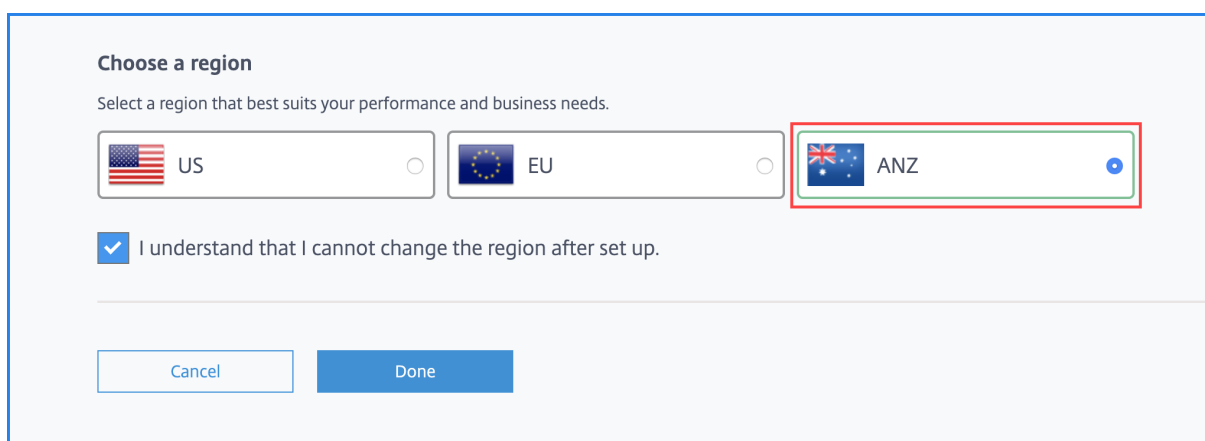 Choose a region
Select a region that best suits your performance and business needs.
US EU ANZ
I understand that I cannot change the region after set up.
Cancel Done